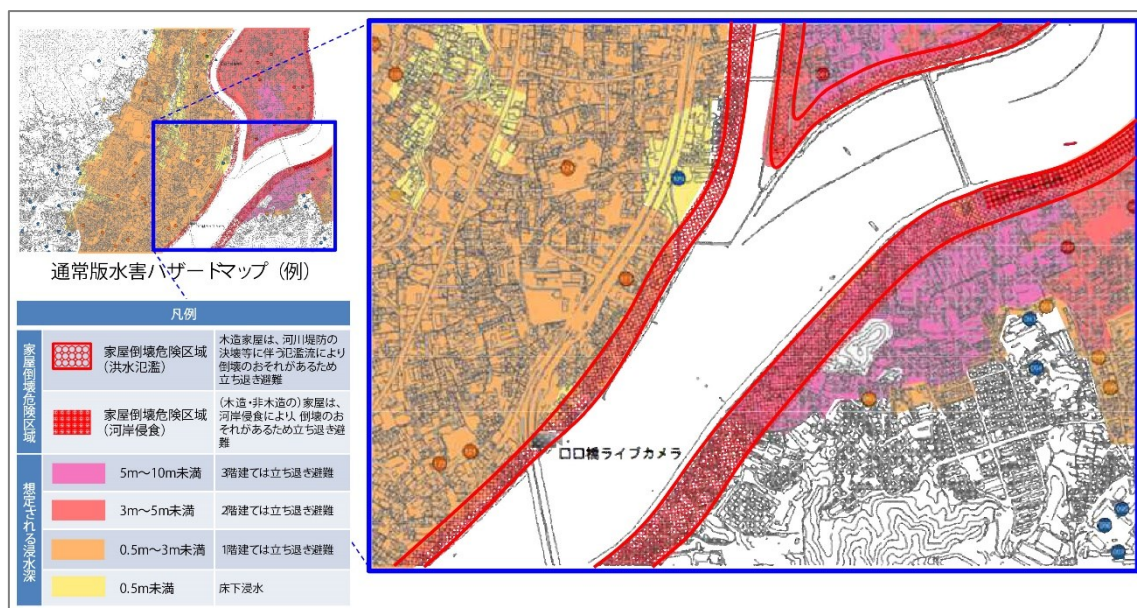 通常版水害ハザードマップ（例）
凡例
家屋倒壊危険区域
家屋倒壊危険区域
（洪水氾濫）
木造家屋は、河川堤防の
決壊等に伴う氾濫流により
倒壊のおそれがあるため
立ち退き避難
家屋倒壊危険区域
（河岸侵食）
（木造・非木造の）家屋は、
河岸侵食により、倒壊のお
それがあるため立ち退き避
難
想定される浸水深
5m～10m未満
3階建ては立ち退き避難
3m～5m未満
2階建ては立ち退き避難
0.5m～3m未満
1階建ては立ち退き避難
0.5m未満
床下浸水
口口橋ライブカメラ